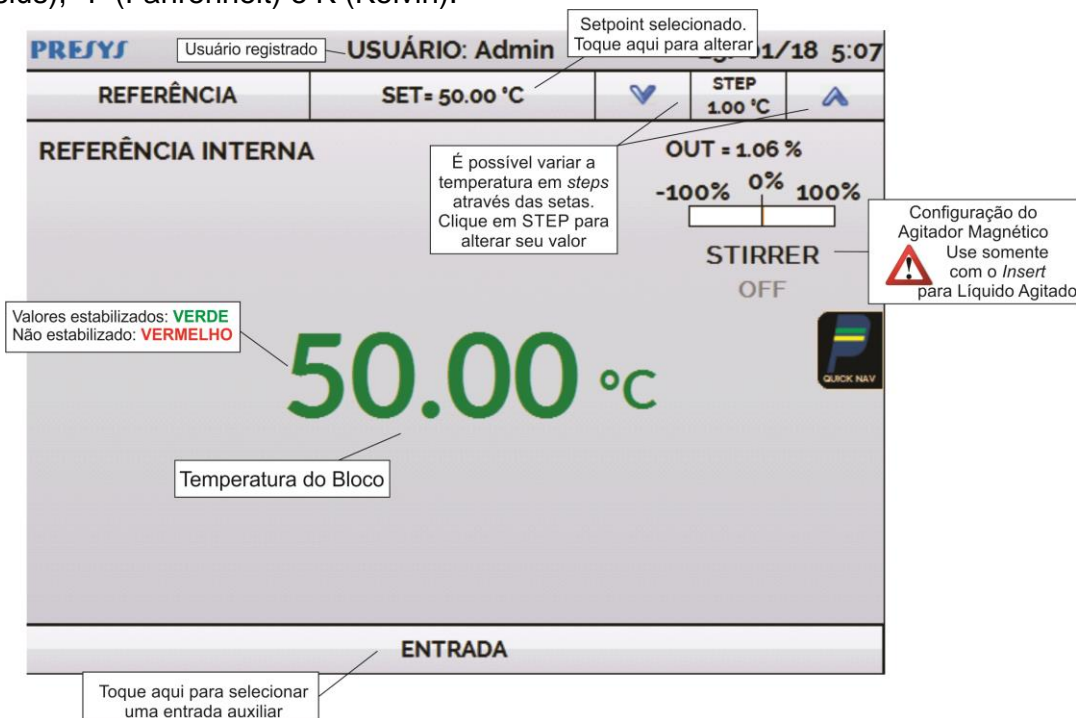 (Fahrenheit) e K (Kelvin).
PRESYS
Usuário registrado
USUÁRIO: Admin
Setpoint selecionado.
Toque aqui para alterar
01/18 5:07
REFERÊNCIA
SET= 50.00 °C
STEP
1.00 °C
REFERÊNCIA INTERNA
É possível variar a
temperatura em steps
através das setas.
Clique em STEP para
alterar seu valor
OUT = 1.06 %
-100% 0% 100%
STIRRER
OFF
Configuração do
Agitador Magnético
Use somente
com o Insert
para Líquido Agitado
Valores estabilizados: VERDE
Não estabilizado: VERMELHO
50.00 °C
QUICK NAV
Temperatura do Bloco
ENTRADA
Toque aqui para selecionar
uma entrada auxiliar